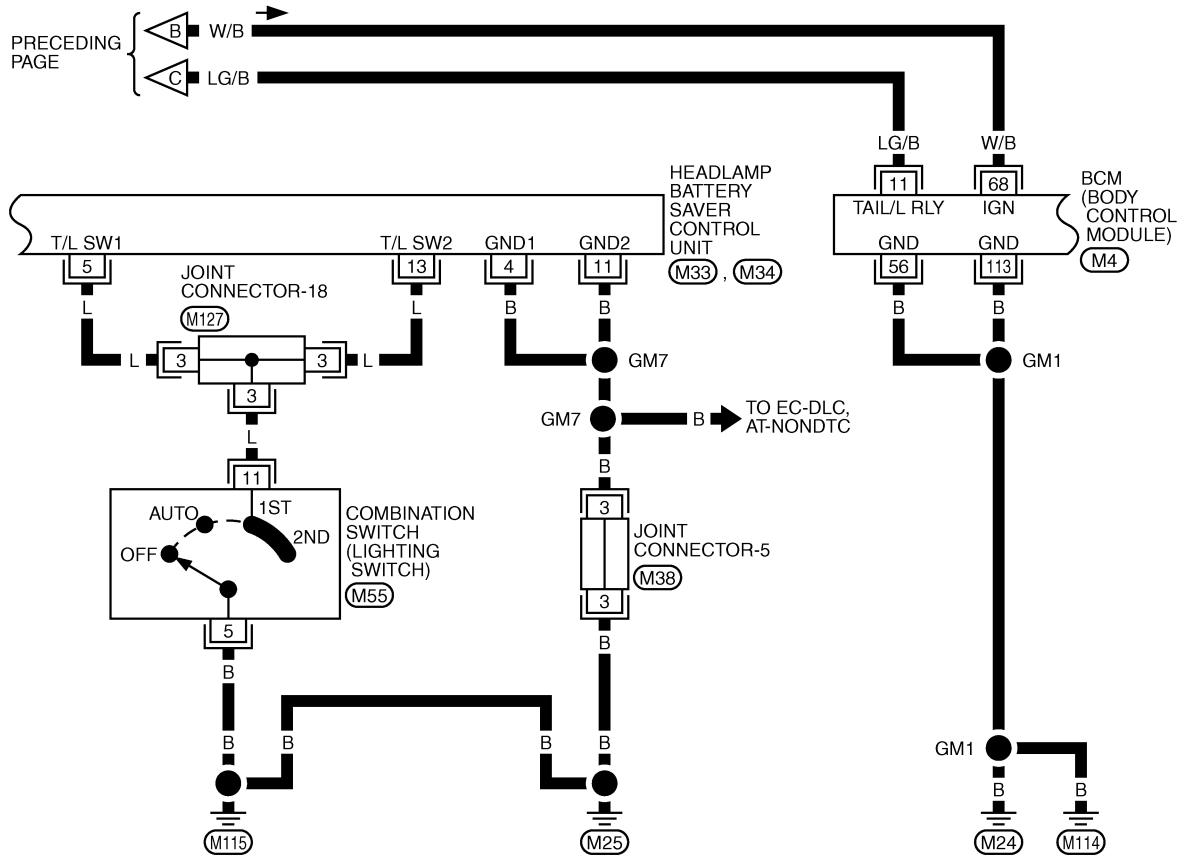 PRECEDING
PAGE
B W/B
C LG/B
LG/B W/B
11 68
TAIL/L RLY IGN
GND GND
56 113
BCM
(BODY
CONTROL
MODULE)
M4
HEADLAMP
BATTERY
SAVER
CONTROL
UNIT
M33 , M34
T/L SW1 T/L SW2 GND1 GND2
5 13 4 11
JOINT
CONNECTOR-18
M127
L L B B B B
L 3 3 L
3
L
GM7
GM1
GM7
B
TO EC-DLC,
AT-NONDTC
B
11
1ST
AUTO
2ND
OFF
COMBINATION
SWITCH
(LIGHTING
SWITCH)
M55
5
3
JOINT
CONNECTOR-5
M38
3
B
B
B B B B
GM1
B B
M115
M25
M24
M114